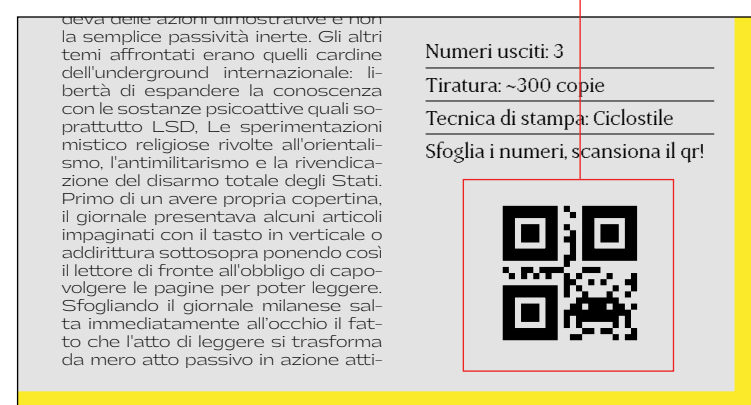 deva delle azioni dimostrative e non
la semplice passività inerte. Gli altri
temi affrontati erano quelli cardine
dell'underground internazionale: li-
bertà di espandere la conoscenza
con le sostanze psicoattive quali so-
prattutto LSD, Le sperimentazioni
mistico religiose rivolte all'orientali-
smo, l'antimilitarismo e la rivendica-
zione del disarmo totale degli Stati.
Primo di un avere propria copertina,
il giornale presentava alcuni articoli
impaginati con il tasto in verticale o
addirittura sottosopra ponendo così
il lettore di fronte all'obbligo di capo-
volgere le pagine per poter leggere.
Sfogliando il giornale milanese sal-
ta immediatamente all'occhio il fat-
to che l'atto di leggere si trasforma
da mero atto passivo in azione atti-
Numeri usciti: 3
Tiratura: ~300 copie
Tecnica di stampa: Ciclostile
Sfoglia i numeri, scansiona il qr!